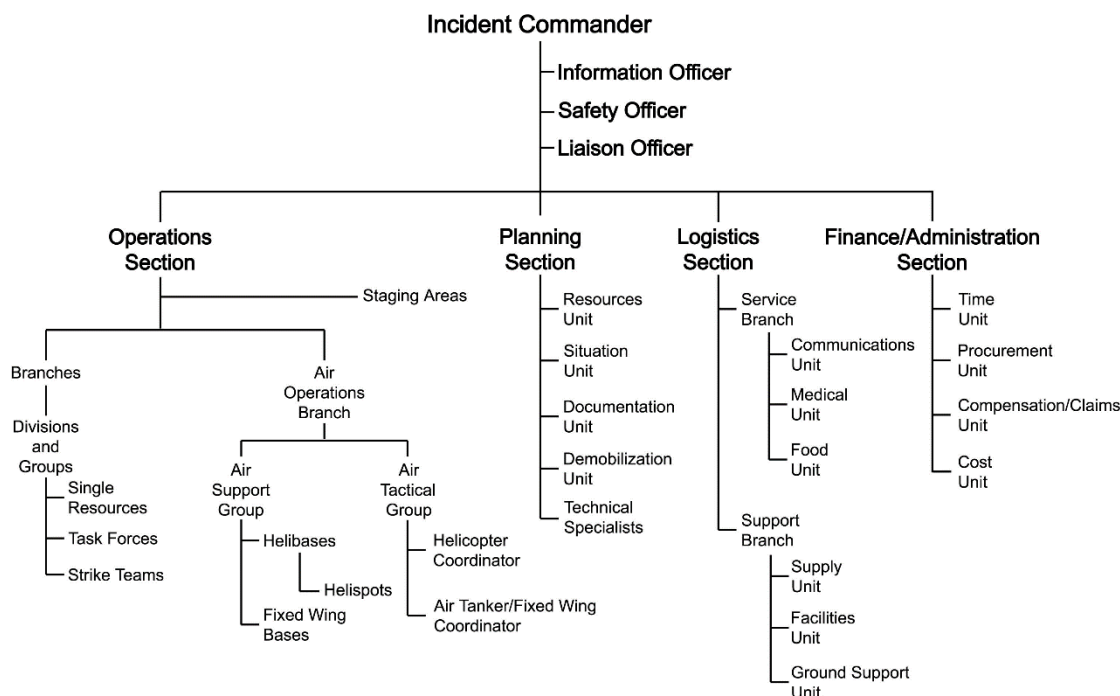 Incident Commander
Information Officer
Safety Officer
Liaison Officer
Operations
Section
Staging Areas
Branches
Divisions
and
Groups
Single
Resources
Task Forces
Strike Teams
Air
Operations
Branch
Air
Support
Group
Helibases
Helispots
Fixed Wing
Bases
Air
Tactical
Group
Helicopter
Coordinator
Air Tanker/Fixed Wing
Coordinator
Planning
Section
Resources
Unit
Situation
Unit
Documentation
Unit
Demobilization
Unit
Technical
Specialists
Logistics
Section
Service
Branch
Communications
Unit
Medical
Unit
Food
Unit
Support
Branch
Supply
Unit
Facilities
Unit
Ground Support
Unit
Finance/Administration
Section
Time
Unit
Procurement
Unit
Compensation/Claims
Unit
Cost
Unit